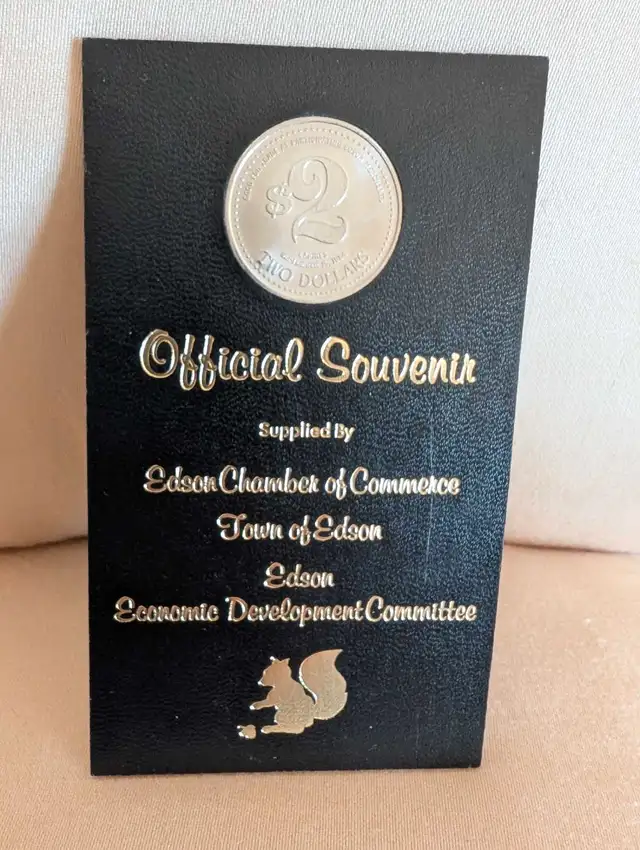 $2
TWO DOLLARS
Official Souvenir
Supplied By
Edson Chamber of Commerce
Town of Edson
Edson
Economic Development Committee